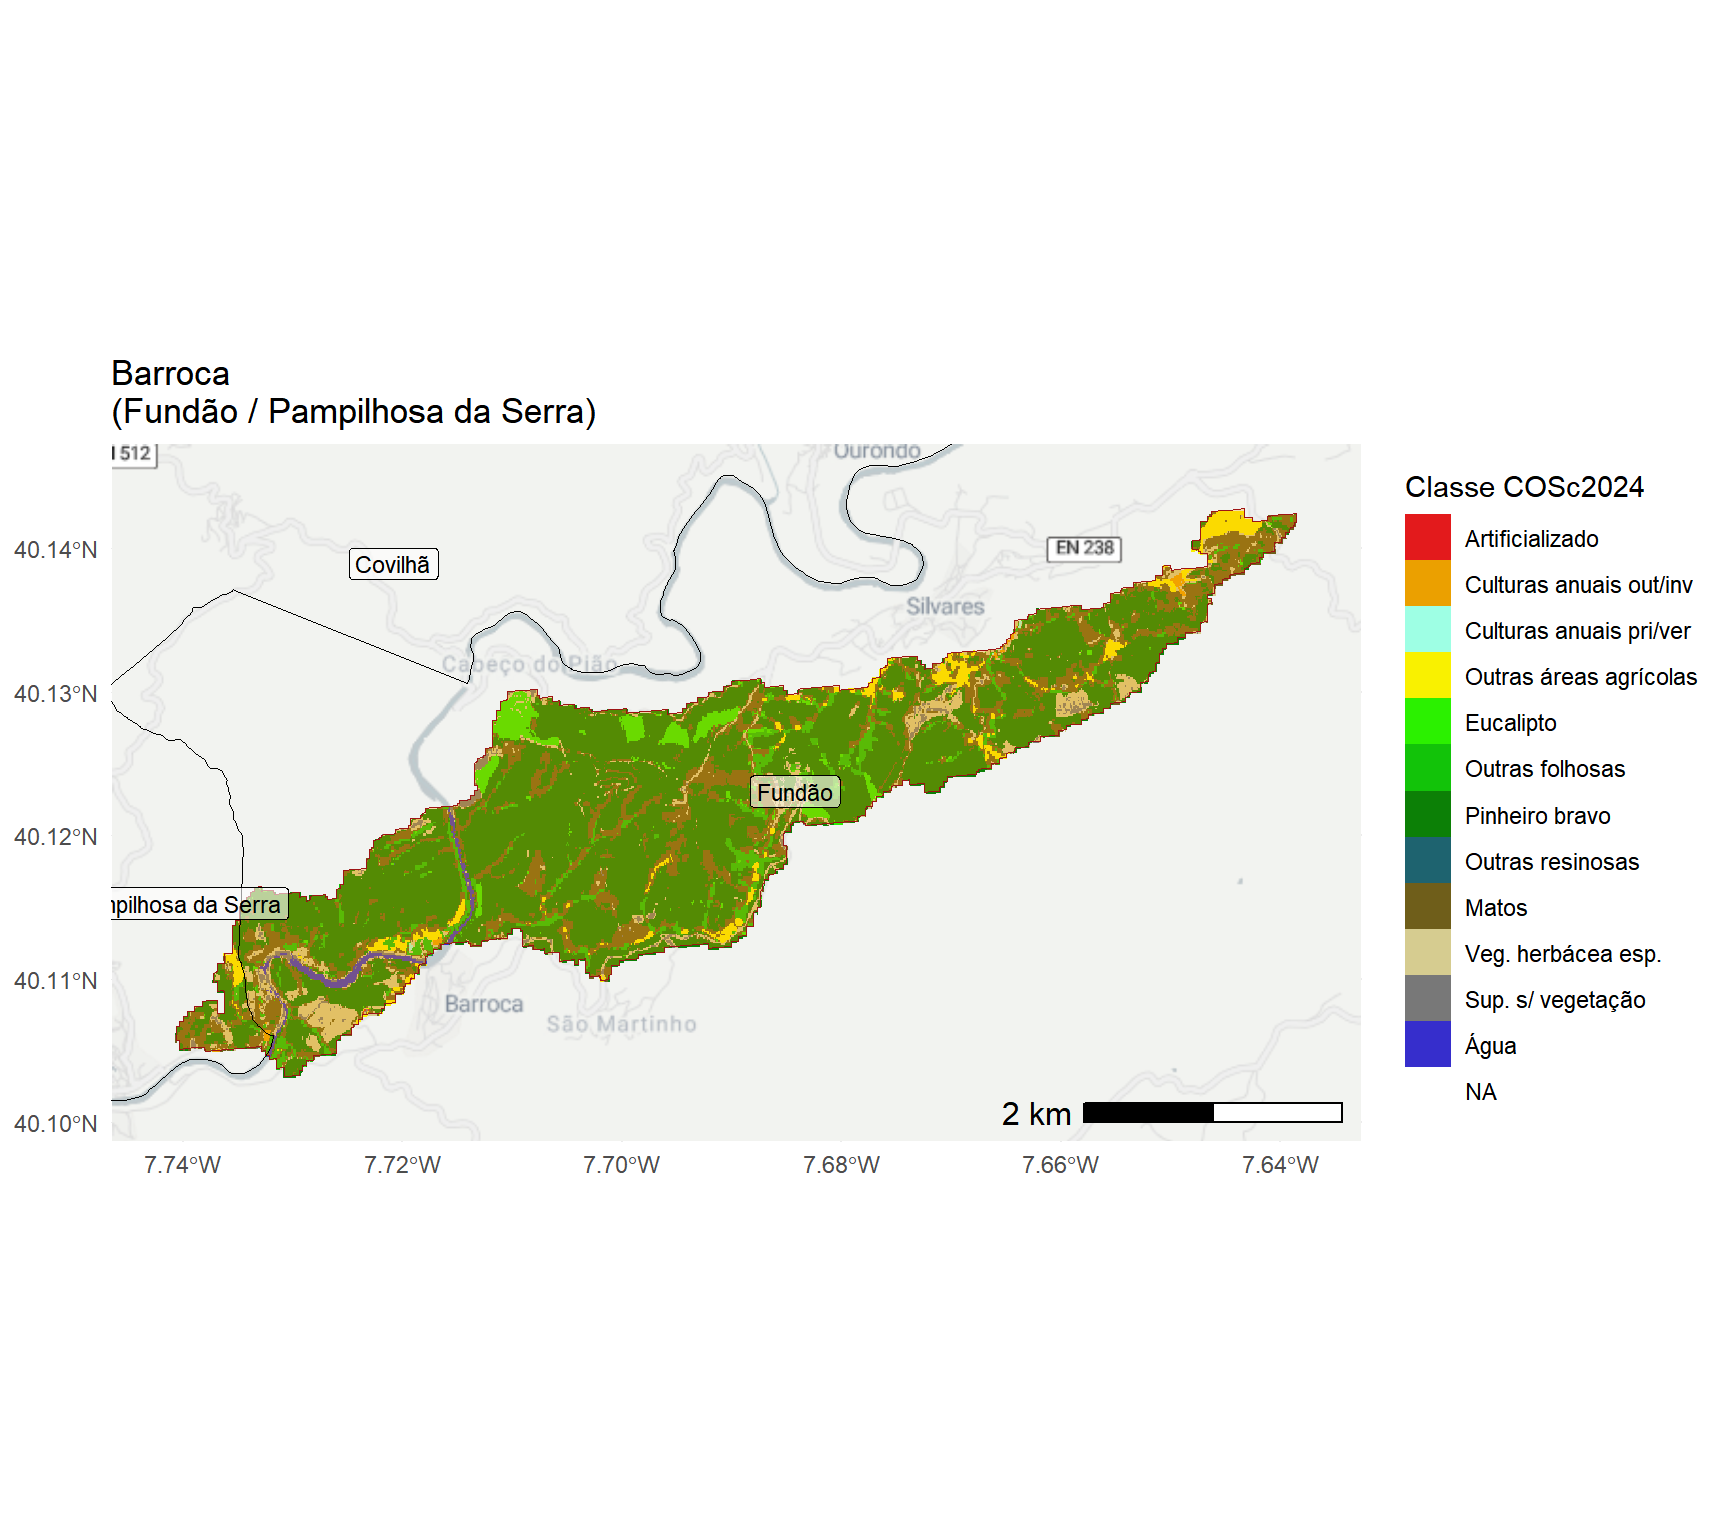 Barroca
(Fundão / Pampilhosa da Serra)
512
Ourondo
Covilhã
EN 238
Silvares
Cabeço do Pião
Fundão
mpilhosa da Serra
Barroca
São Martinho
2 km
40.14°N
40.13°N
40.12°N
40.11°N
40.10°N
7.74°W
7.72°W
7.70°W
7.68°W
7.66°W
7.64°W
Classe COSc2024
Artificializado
Culturas anuais out/inv
Culturas anuais pri/ver
Outras áreas agrícolas
Eucalipto
Outras folhosas
Pinheiro bravo
Outras resinosas
Matos
Veg. herbácea esp.
Sup. s/ vegetação
Água
NA